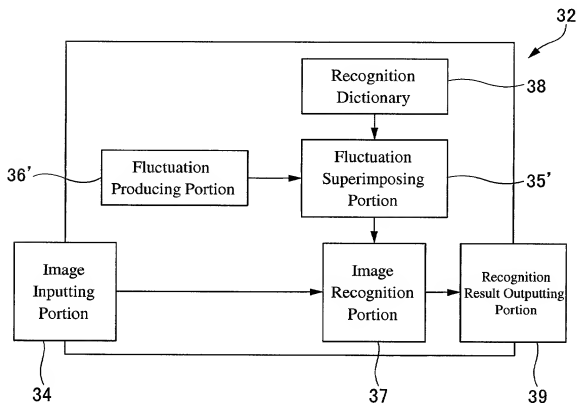 32
Recognition
Dictionary
38
Fluctuation
Producing Portion
36'
Fluctuation
Superimposing
Portion
35'
Image
Inputting
Portion
Image
Recognition
Portion
Recognition
Result Outputting
Portion
34
37
39